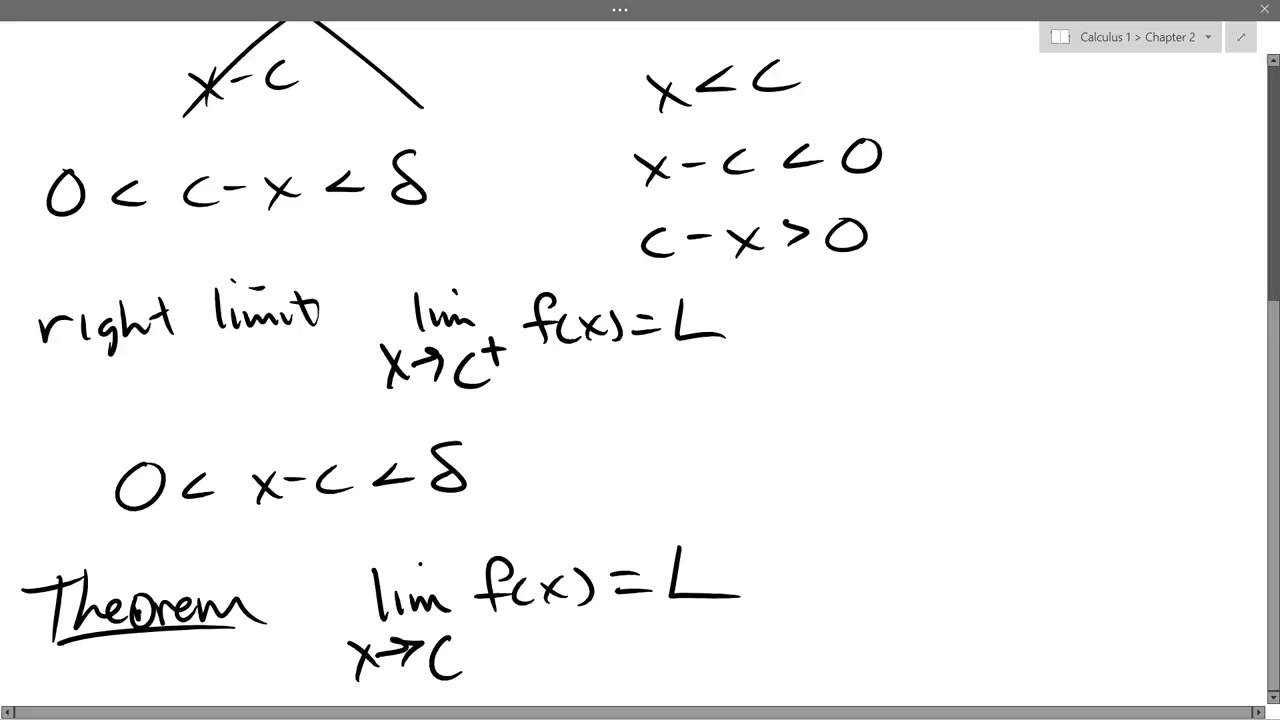 Calculus 1 > Chapter 2
x-c
x<c
0 < c-x < δ
x-c < 0
c-x > 0
right limit lim f(x) = L
x→c⁺
0 < x-c < δ
Theorem lim f(x) = L
x→c